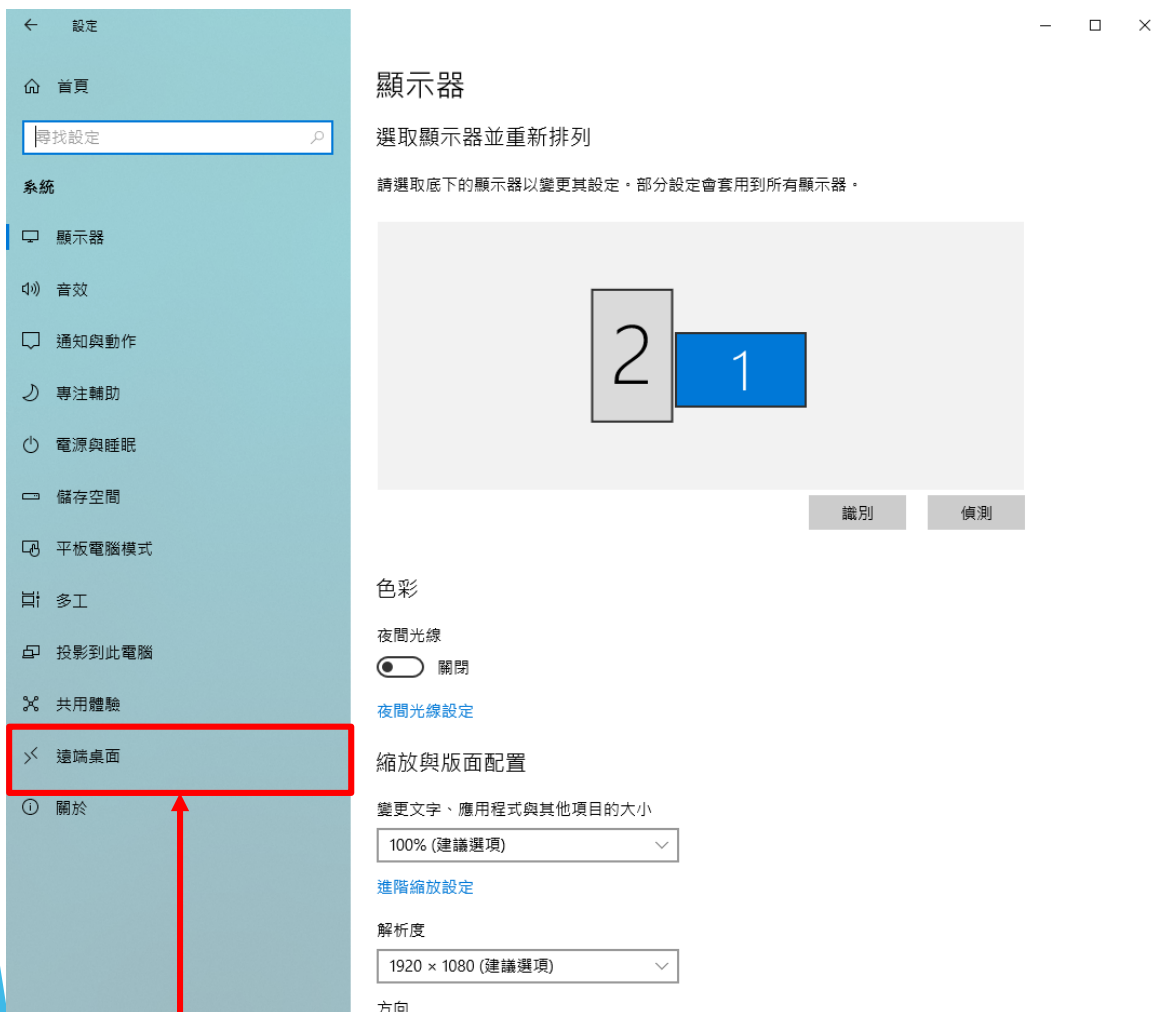 設定
首頁
尋找設定
系統
顯示器
音效
通知與動作
專注輔助
電源與睡眠
儲存空間
平板電腦模式
多工
投影到此電腦
共用體驗
遠端桌面
關於
顯示器
選取顯示器並重新排列
請選取底下的顯示器以變更其設定。部分設定會套用到所有顯示器。
2
1
識別
偵測
色彩
夜間光線
關閉
夜間光線設定
縮放與版面配置
變更文字、應用程式與其他項目的大小
100% (建議選項)
進階縮放設定
解析度
1920 × 1080 (建議選項)
方向